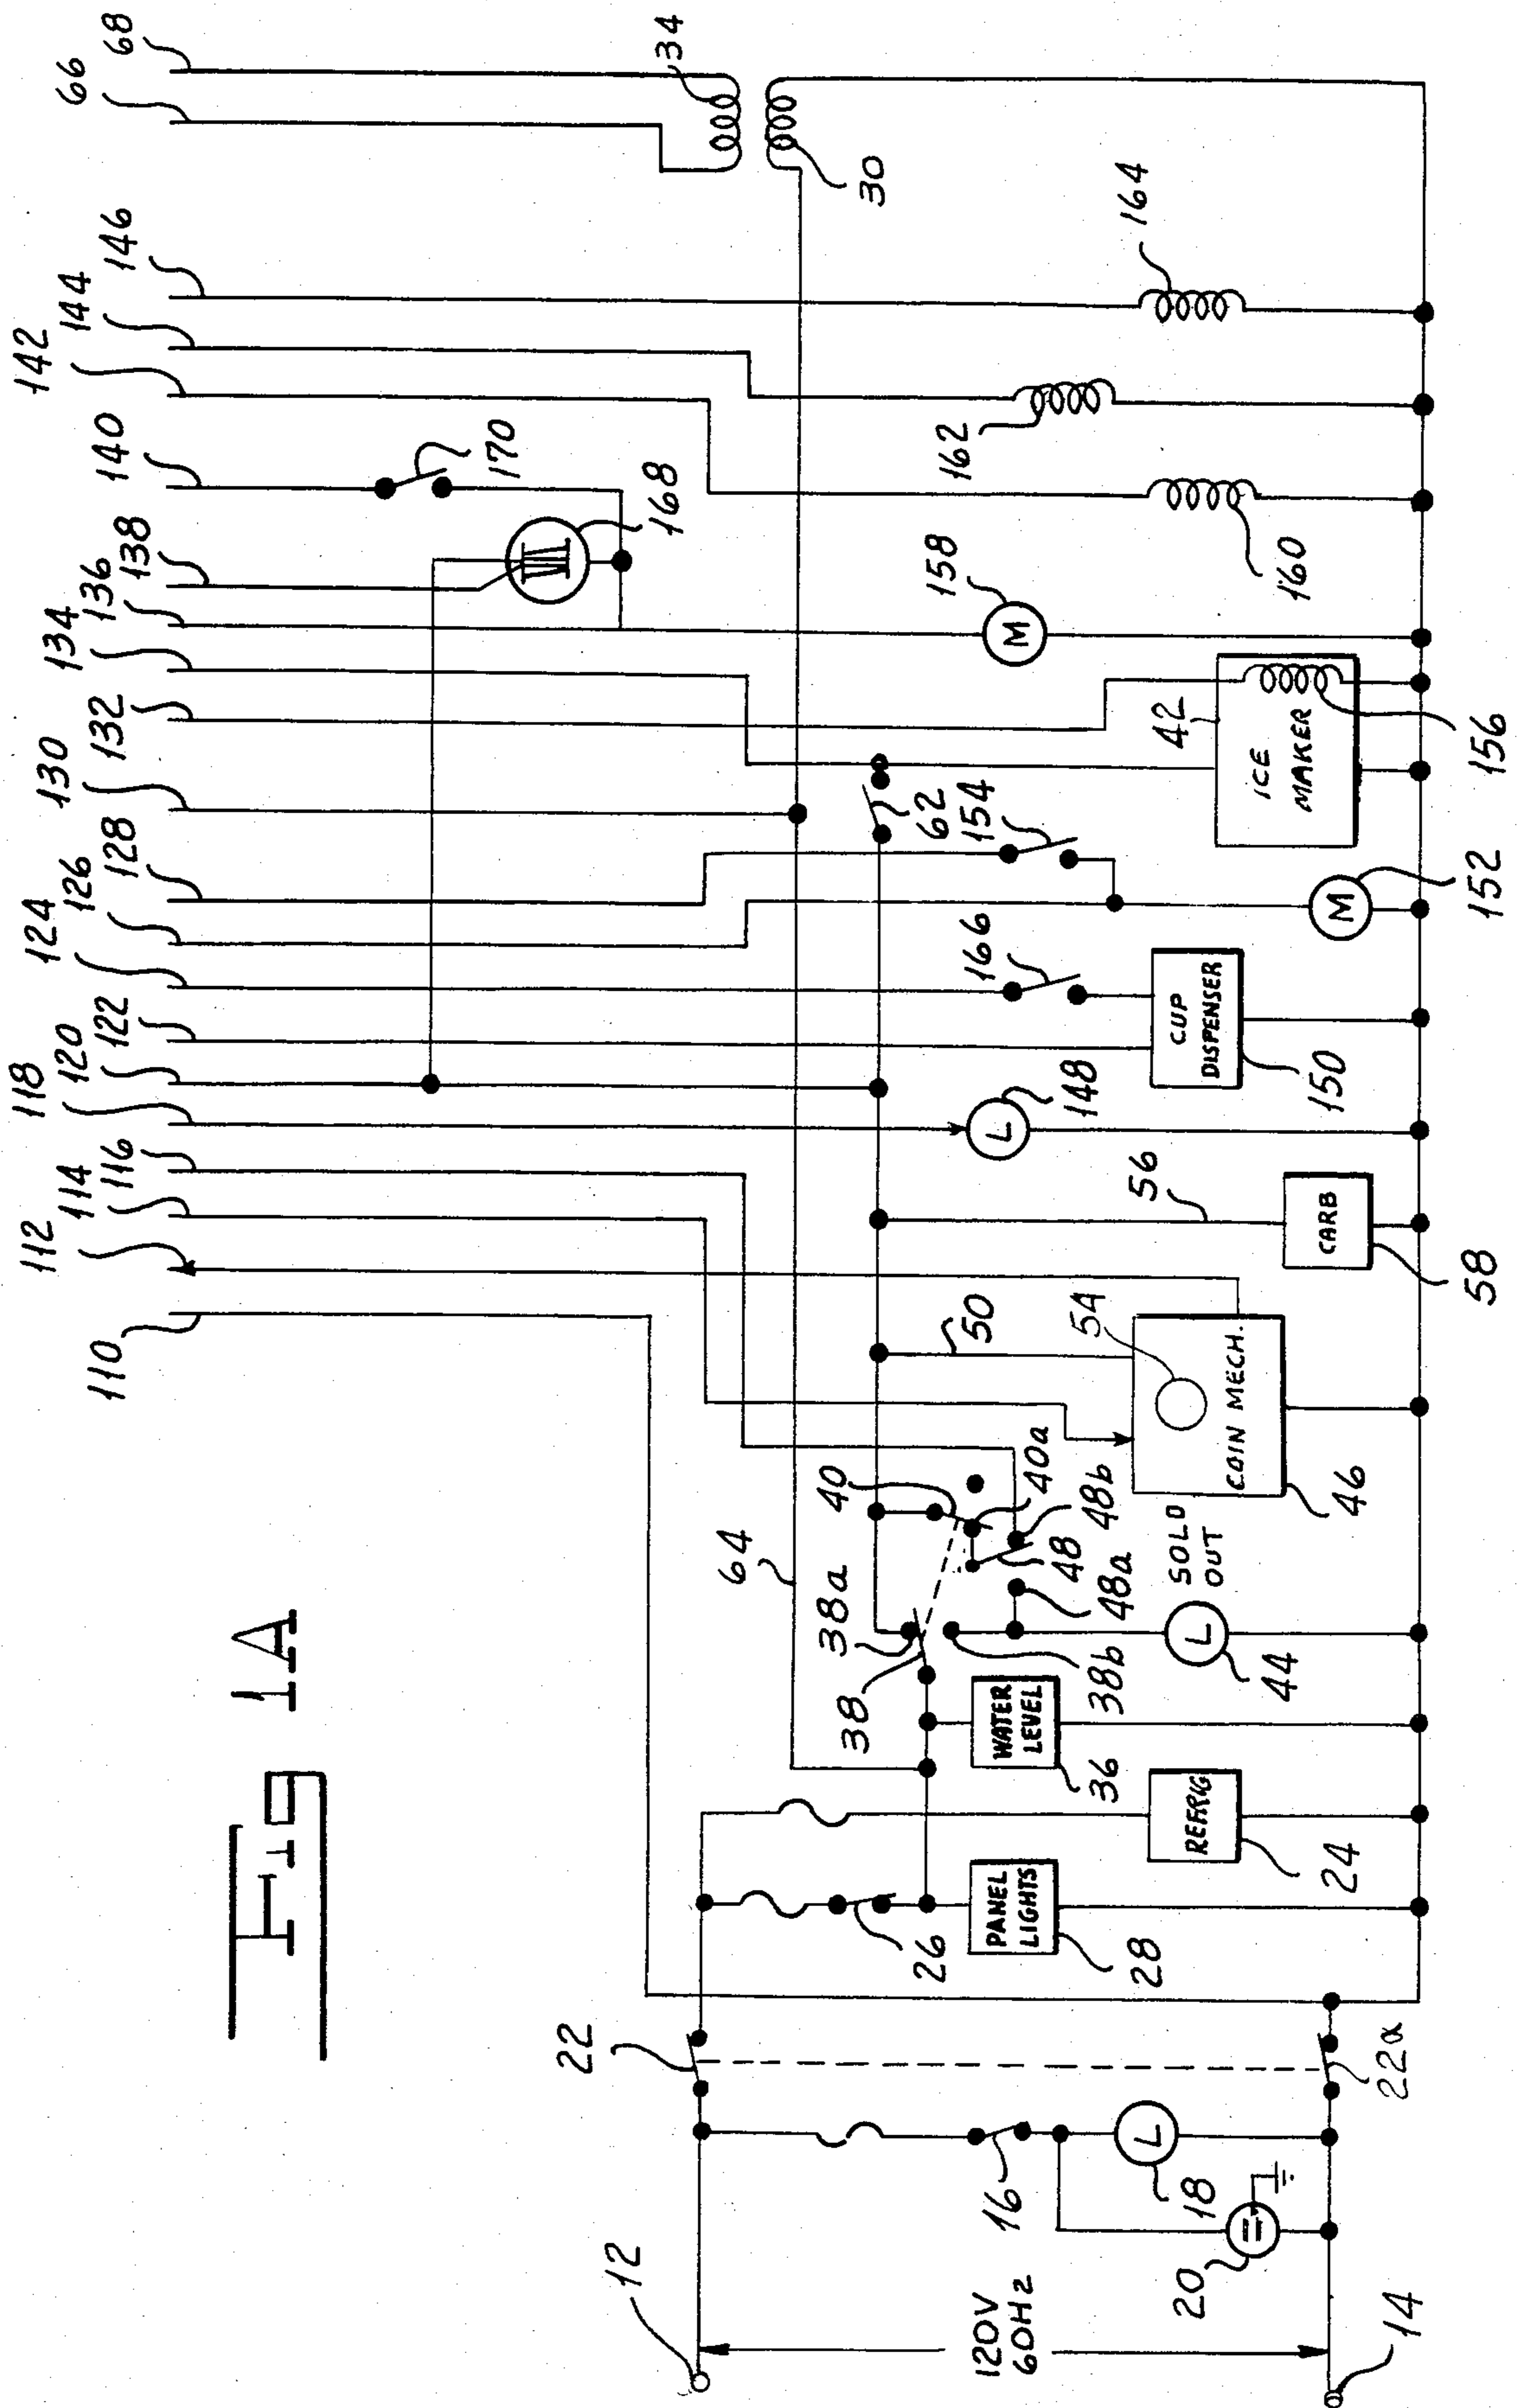 FIG. 1A
110
112
114
116
118
120
122
124
126
128
130
132
134
136
138
140
142
144
146
66
68
34
30
170
168
64
12
120V
60HZ
14
16
18
20
22
22a
26
PANEL
LIGHTS
28
REFRIG
24
WATER
LEVEL
36
38
38a
38b
40
40a
48
48a
48b
L
44
SOLD
OUT
50
54
COIN MECH.
46
56
CARB
58
L
148
CUP
DISPENSER
150
166
62
154
M
152
ICE
MAKER
42
156
M
158
160
162
164
L